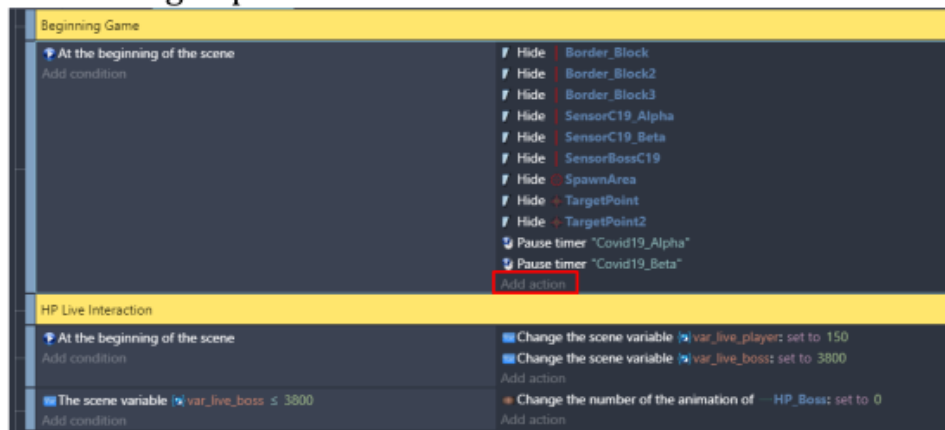 Beginning Game
At the beginning of the scene
Add condition
Hide Border_Block
Hide Border_Block2
Hide Border_Block3
Hide SensorC19_Alpha
Hide SensorC19_Beta
Hide SensorBossC19
Hide SpawnArea
Hide TargetPoint
Hide TargetPoint2
Pause timer "Covid19_Alpha"
Pause timer "Covid19_Beta"
Add action
HP Live Interaction
At the beginning of the scene
Add condition
Change the scene variable var_live_player: set to 150
Change the scene variable var_live_boss: set to 3800
Add action
The scene variable var_live_boss ≤ 3800
Add condition
Change the number of the animation of HP_Boss: set to 0
Add action